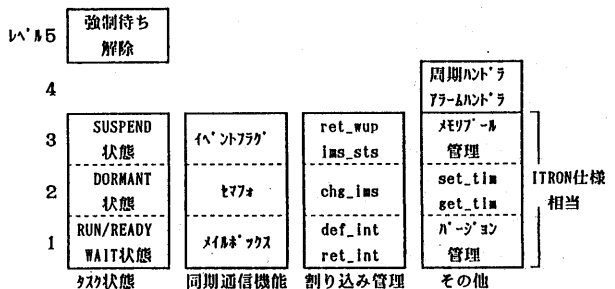 ﾚﾍﾞﾙ5
強制待ち
解除
4
周期ﾊﾝﾄﾞﾗ
ｱﾗｰﾑﾊﾝﾄﾞﾗ
3
SUSPEND
状態
ｲﾍﾞﾝﾄﾌﾗｸﾞ
ret_wup
ims_sts
ﾒﾓﾘﾌﾟｰﾙ
管理
2
DORMANT
状態
ｾﾏﾌｫ
chg_ims
set_tim
get_tim
ITRON仕様
相当
1
RUN/READY
WAIT状態
ﾒｲﾙﾎﾞｯｸｽ
def_int
ret_int
ﾊﾞｰｼﾞｮﾝ
管理
ﾀｽｸ状態
同期通信機能
割り込み管理
その他